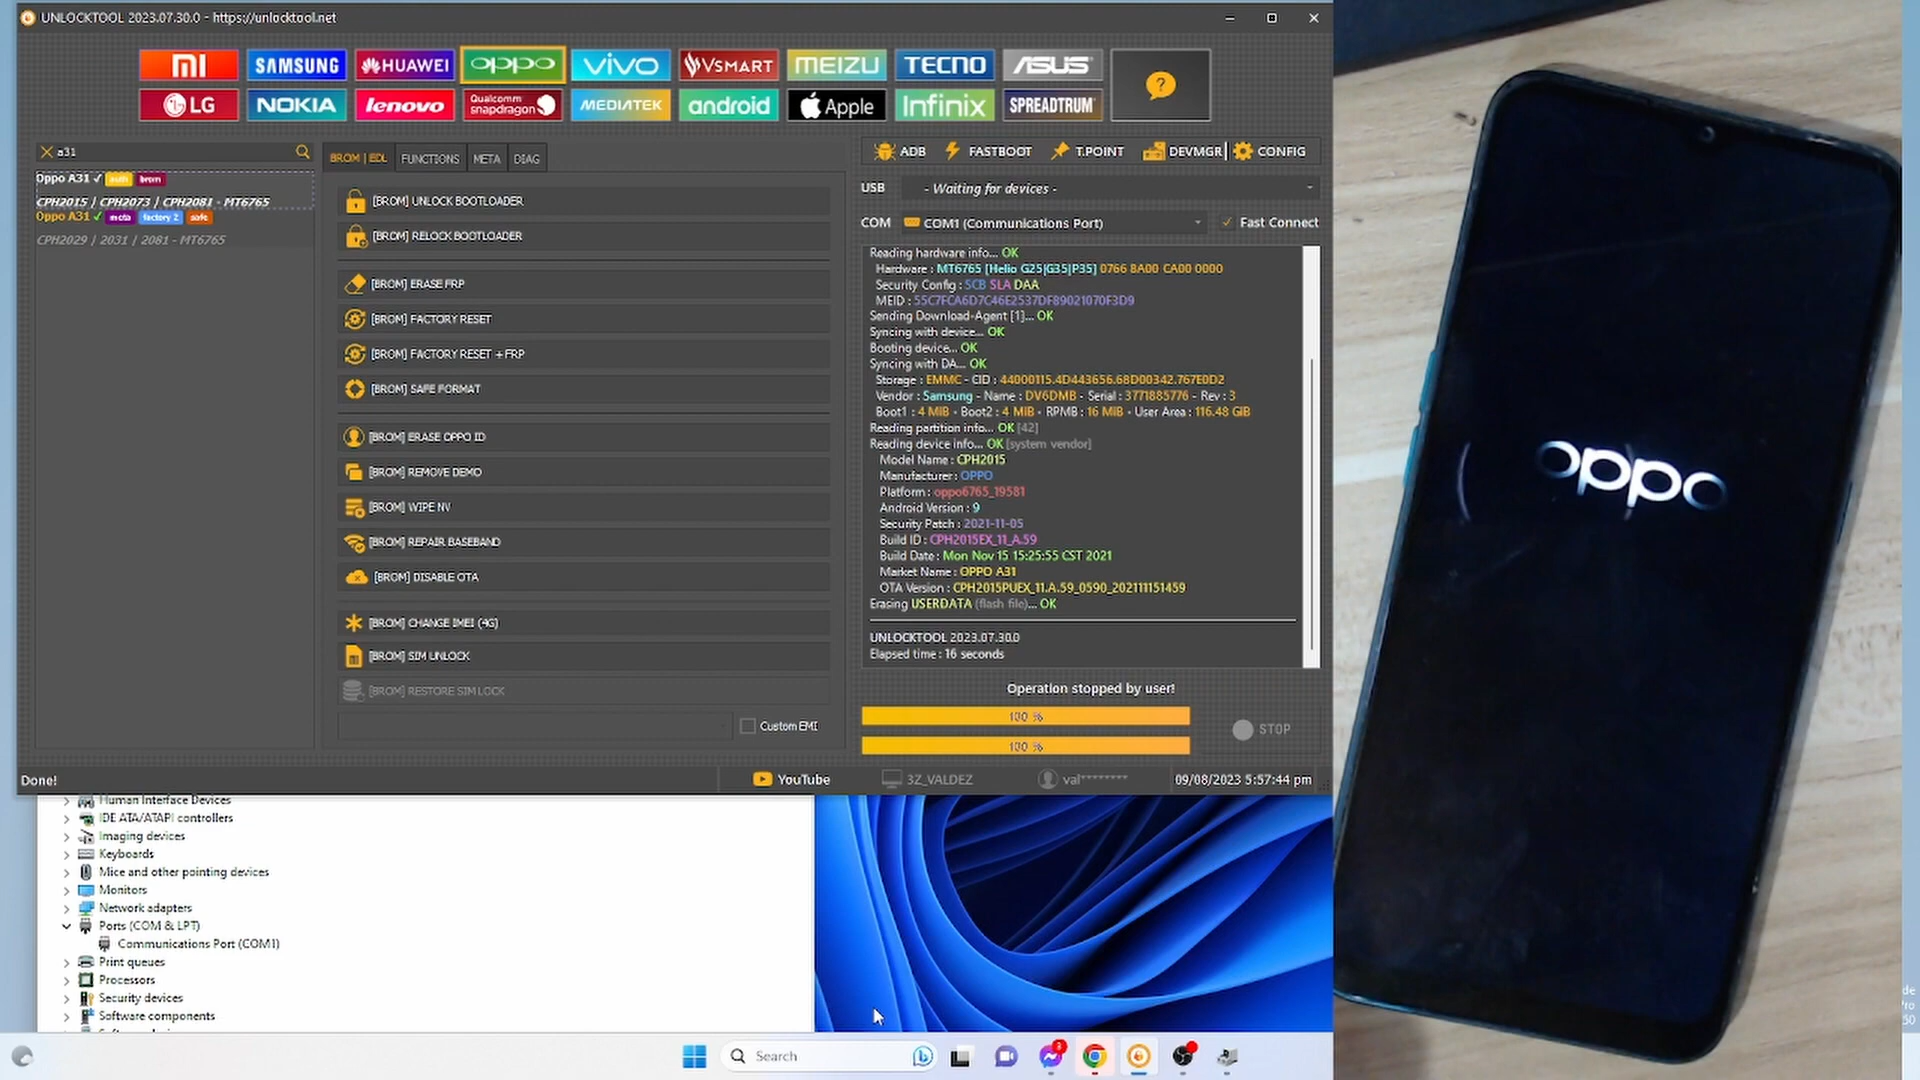 UNLOCKTOOL 2023.07.30.0 - https://unlocktool.net
MI SAMSUNG HUAWEI oppo vivo VSMART MEIZU TECNO ASUS
LG NOKIA lenovo Qualcomm snapdragon MEDIATEK android Apple Infinix SPREADTRUM ?
a31
Oppo A31 ✓ auth brom
CPH2015 / CPH2073 / CPH2081 - MT6765
Oppo A31 ✓ meta factory 2 safe
CPH2029 / 2031 / 2081 - MT6765
BROM | EDL FUNCTIONS META DIAG
[BROM] UNLOCK BOOTLOADER
[BROM] RELOCK BOOTLOADER
[BROM] ERASE FRP
[BROM] FACTORY RESET
[BROM] FACTORY RESET + FRP
[BROM] SAFE FORMAT
[BROM] ERASE OPPO ID
[BROM] REMOVE DEMO
[BROM] WIPE NV
[BROM] REPAIR BASEBAND
[BROM] DISABLE OTA
[BROM] CHANGE IMEI (4G)
[BROM] SIM UNLOCK
[BROM] RESTORE SIM LOCK
Custom EMI
ADB FASTBOOT T.POINT DEVMGR CONFIG
USB - Waiting for devices -
COM COM1 (Communications Port) Fast Connect
Reading hardware info... OK
Hardware : MT6765 [Helio G25|G35|P35] 0766 8A00 CA00 0000
Security Config : SCB SLA DAA
MEID : 55C7FCA6D7C46E2537DF89021070F3D9
Sending Download-Agent [1]... OK
Syncing with device... OK
Booting device... OK
Syncing with DA... OK
Storage : EMMC - CID : 44000115.4D443656.68D00342.767E0D2
Vendor : Samsung - Name : DV6DMB - Serial : 3771885776 - Rev : 3
Boot1 : 4 MiB - Boot2 : 4 MiB - RPMB : 16 MiB - User Area : 116.48 GiB
Reading partition info... OK [42]
Reading device info... OK [system vendor]
Model Name : CPH2015
Manufacturer : OPPO
Platform : oppo6765_19581
Android Version : 9
Security Patch : 2021-11-05
Build ID : CPH2015EX_11_A.59
Build Date : Mon Nov 15 15:25:55 CST 2021
Market Name : OPPO A31
OTA Version : CPH2015PUEX_11.A.59_0590_202111151459
Erasing USERDATA (flash file)... OK
UNLOCKTOOL 2023.07.30.0
Elapsed time : 16 seconds
Operation stopped by user!
100 %
100 %
STOP
Done! YouTube 3Z_VALDEZ val******** 09/08/2023 5:57:44 pm
Human Interface Devices
IDE ATA/ATAPI controllers
Imaging devices
Keyboards
Mice and other pointing devices
Monitors
Network adapters
Ports (COM & LPT)
Communications Port (COM1)
Print queues
Processors
Security devices
Software components
Search
oppo